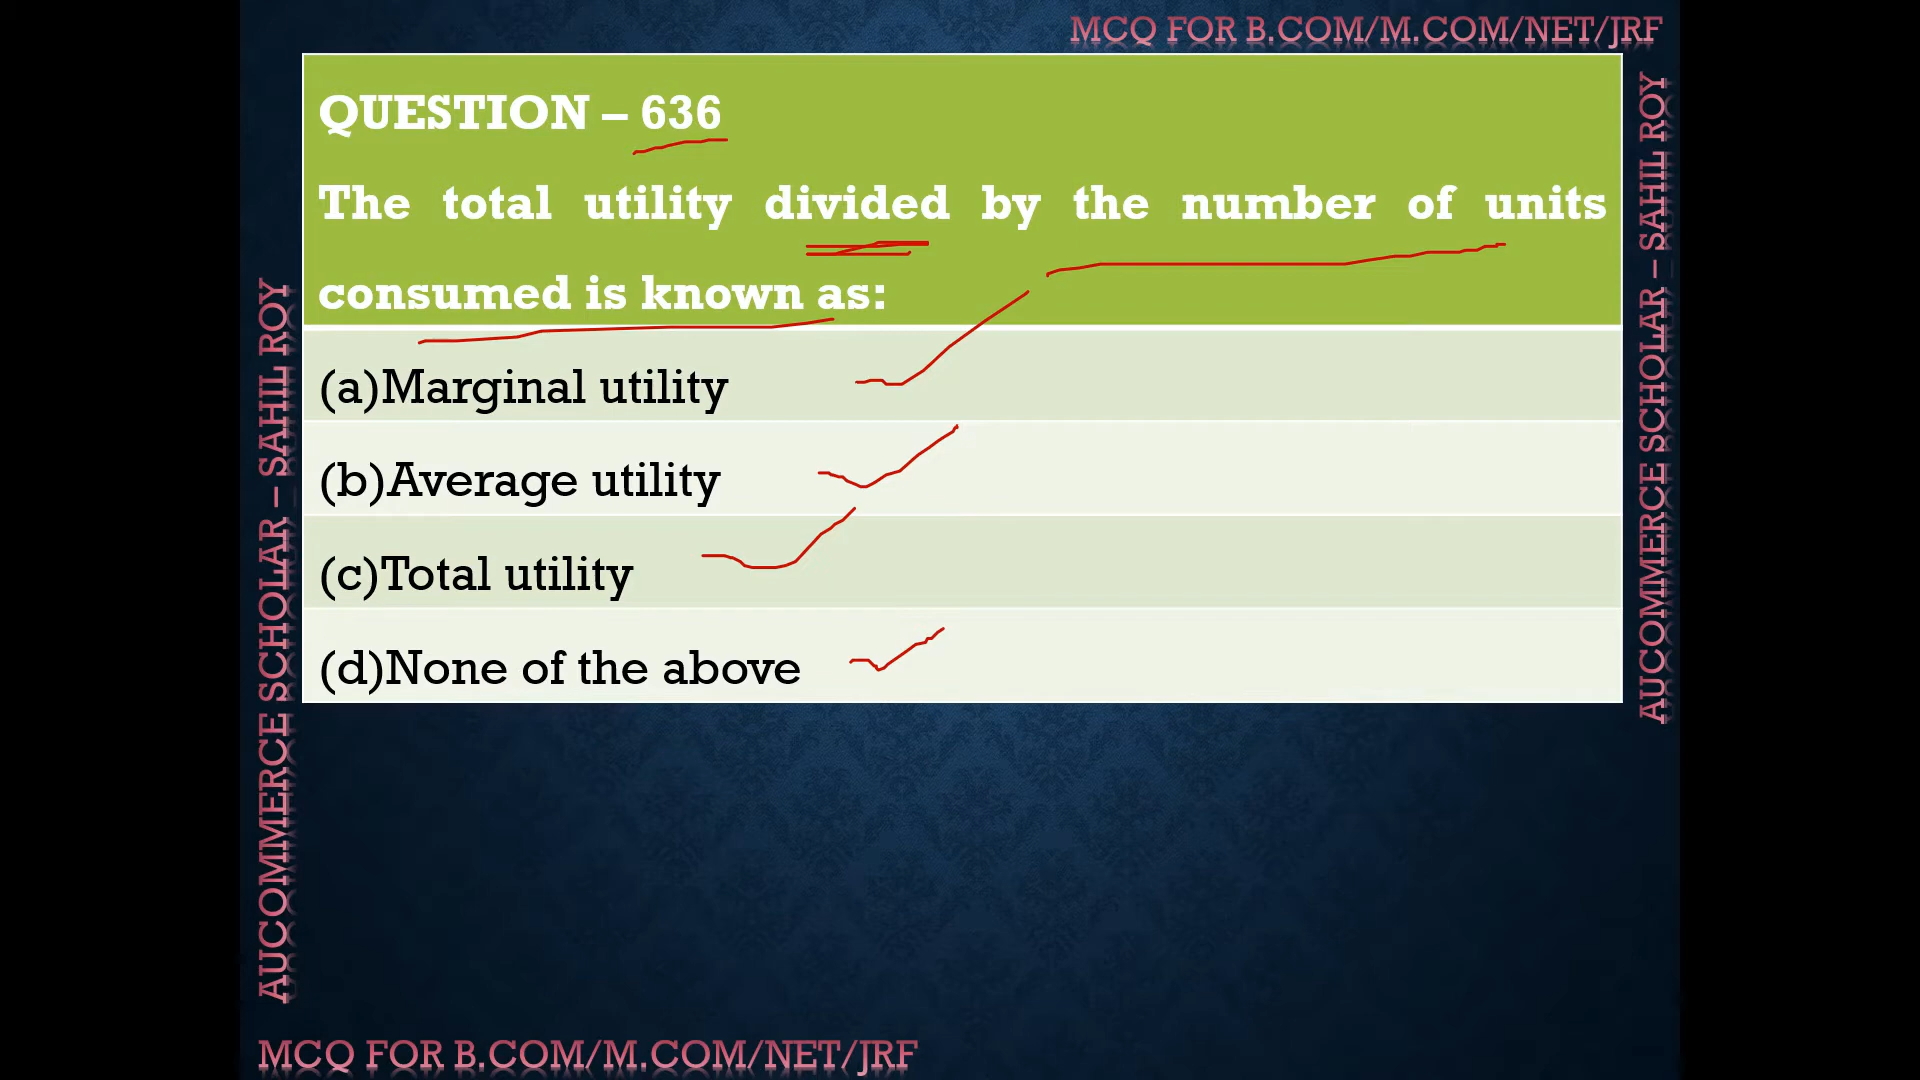 MCQ FOR B.COM/M.COM/NET/JRF
QUESTION – 636
The total utility divided by the number of units
consumed is known as:
(a)Marginal utility
(b)Average utility
(c)Total utility
(d)None of the above
AUCOMMERCE SCHOLAR – SAHIL ROY
AUCOMMERCE SCHOLAR – SAHIL ROY
MCQ FOR B.COM/M.COM/NET/JRF